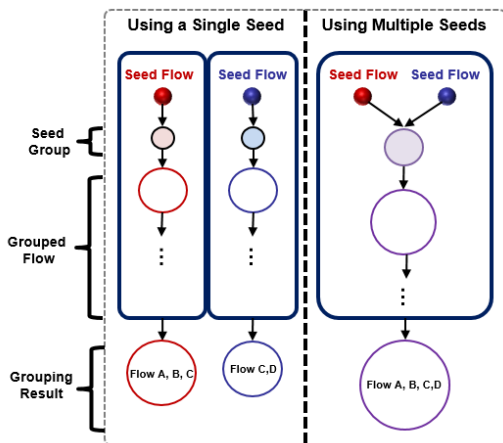 Using a Single Seed
Using Multiple Seeds
Seed Flow
Seed Flow
Seed Flow
Seed Flow
Seed
Group
Grouped
Flow
...
...
...
Grouping
Result
Flow A, B, C
Flow C,D
Flow A, B, C,D